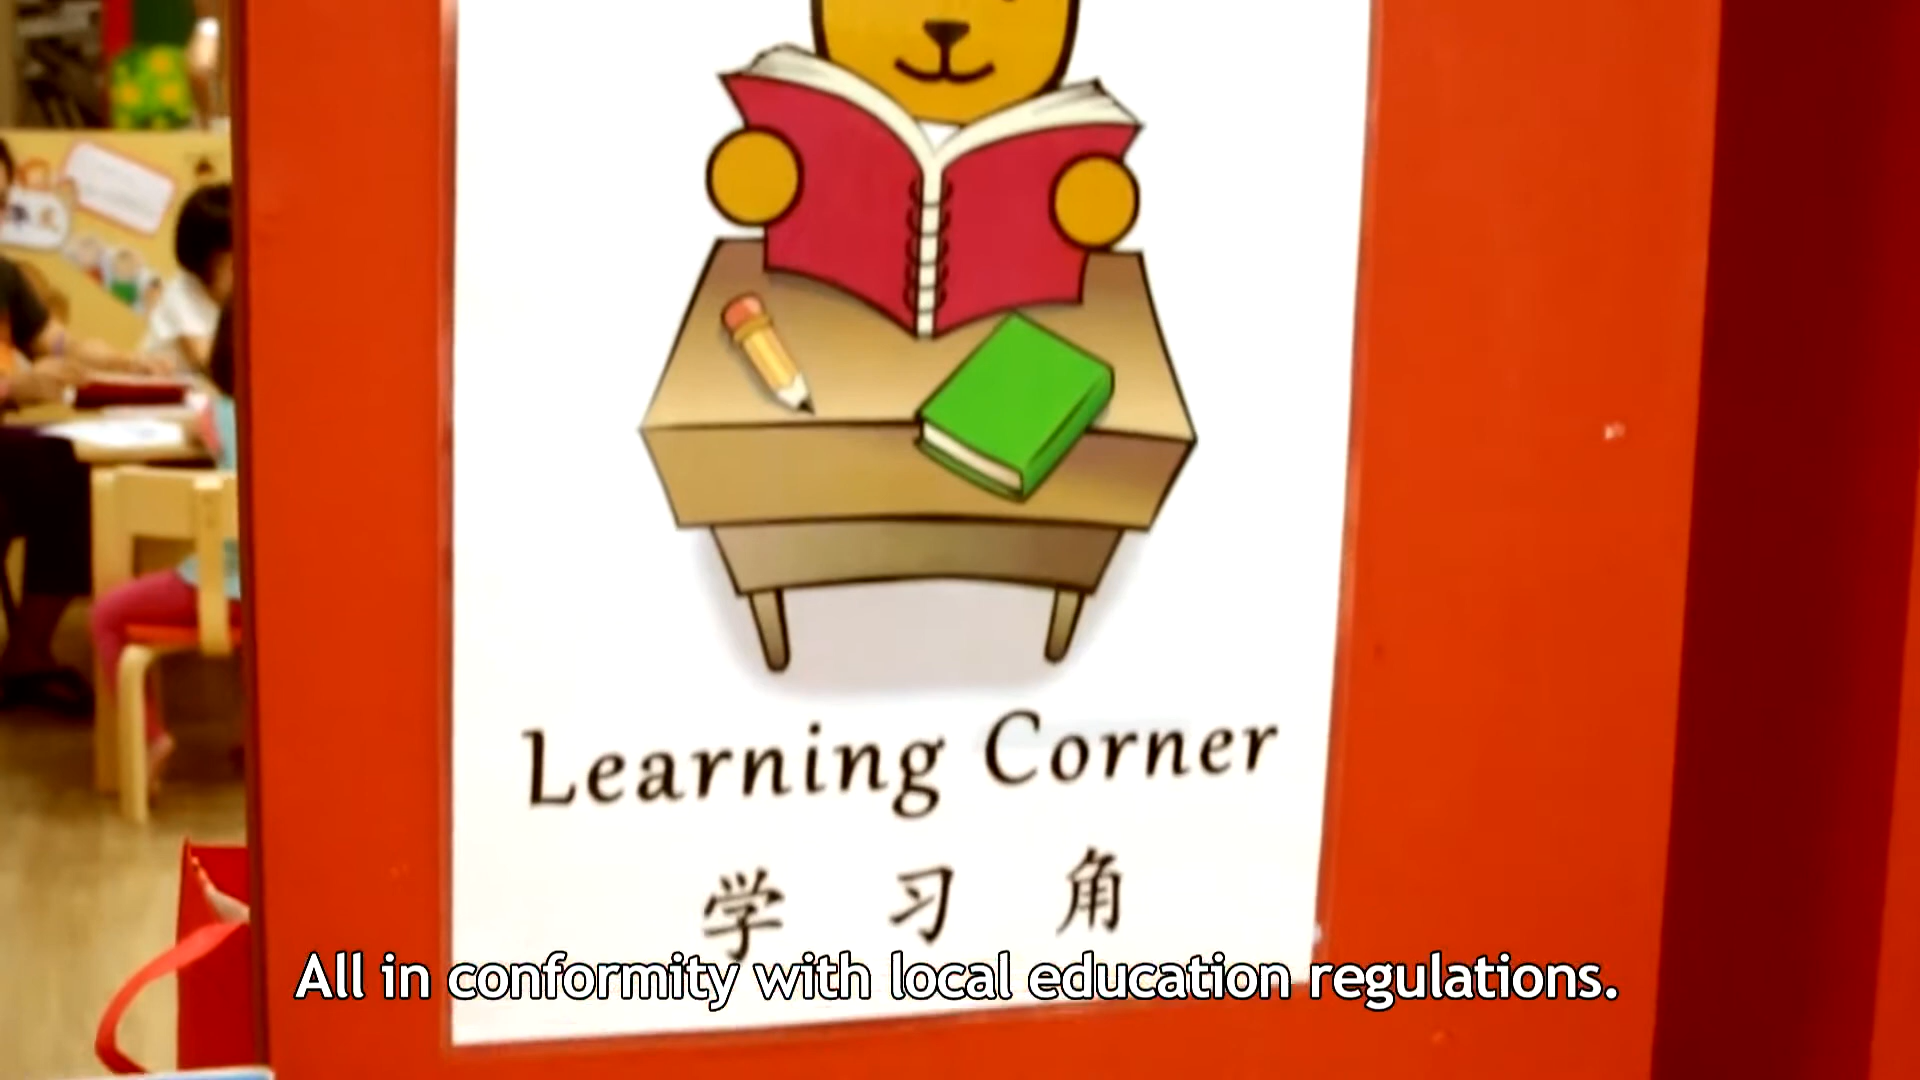 Learning Corner
学 习 角
All in conformity with local education regulations.